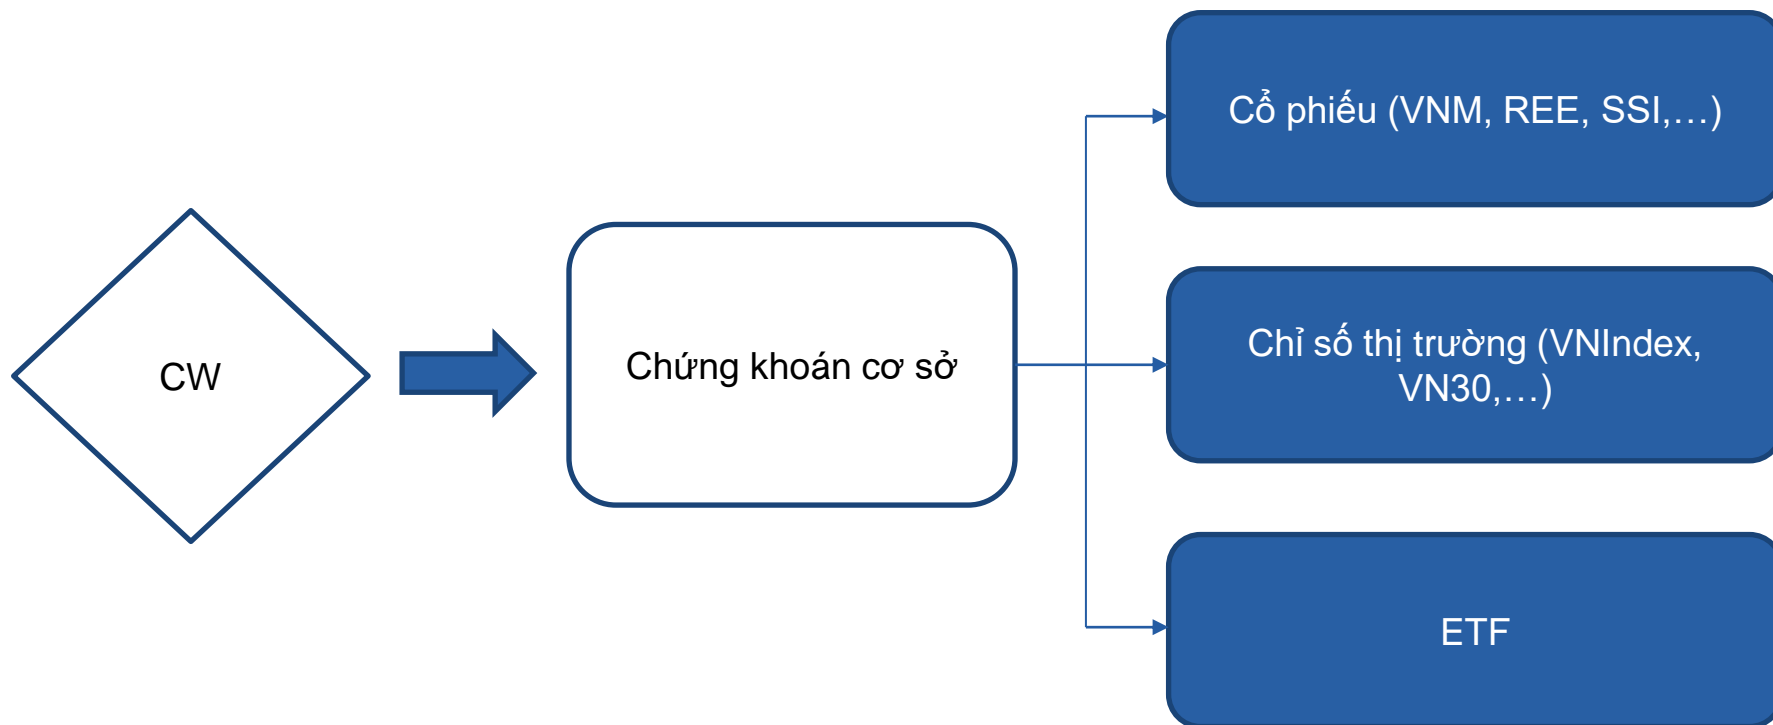 CW
Chứng khoán cơ sở
Cổ phiếu (VNM, REE, SSI,…)
Chỉ số thị trường (VNIndex,
VN30,…)
ETF